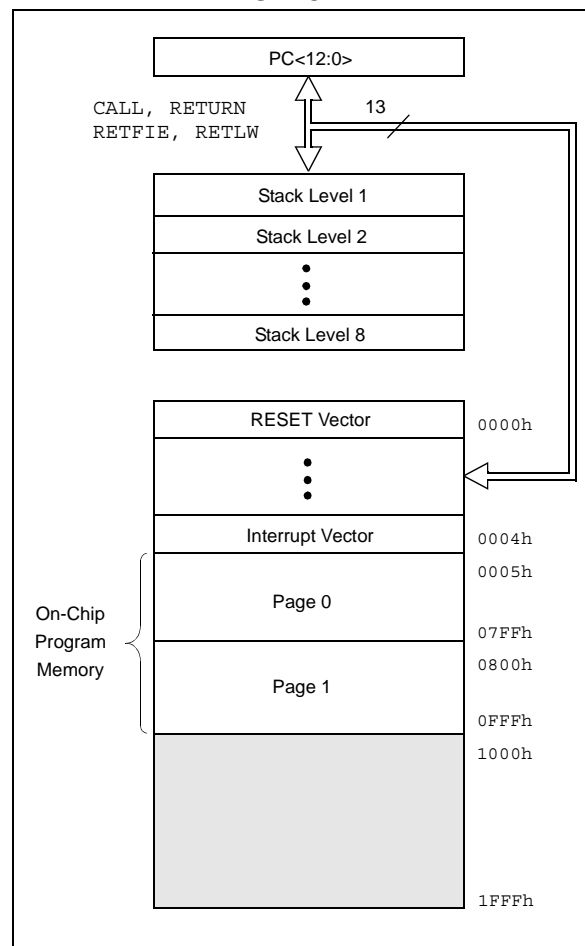 PC<12:0>
CALL, RETURN
RETFIE, RETLW
13
Stack Level 1
Stack Level 2
Stack Level 8
RESET Vector
0000h
Interrupt Vector
0004h
0005h
On-Chip
Program
Memory
Page 0
07FFh
0800h
Page 1
0FFFh
1000h
1FFFh